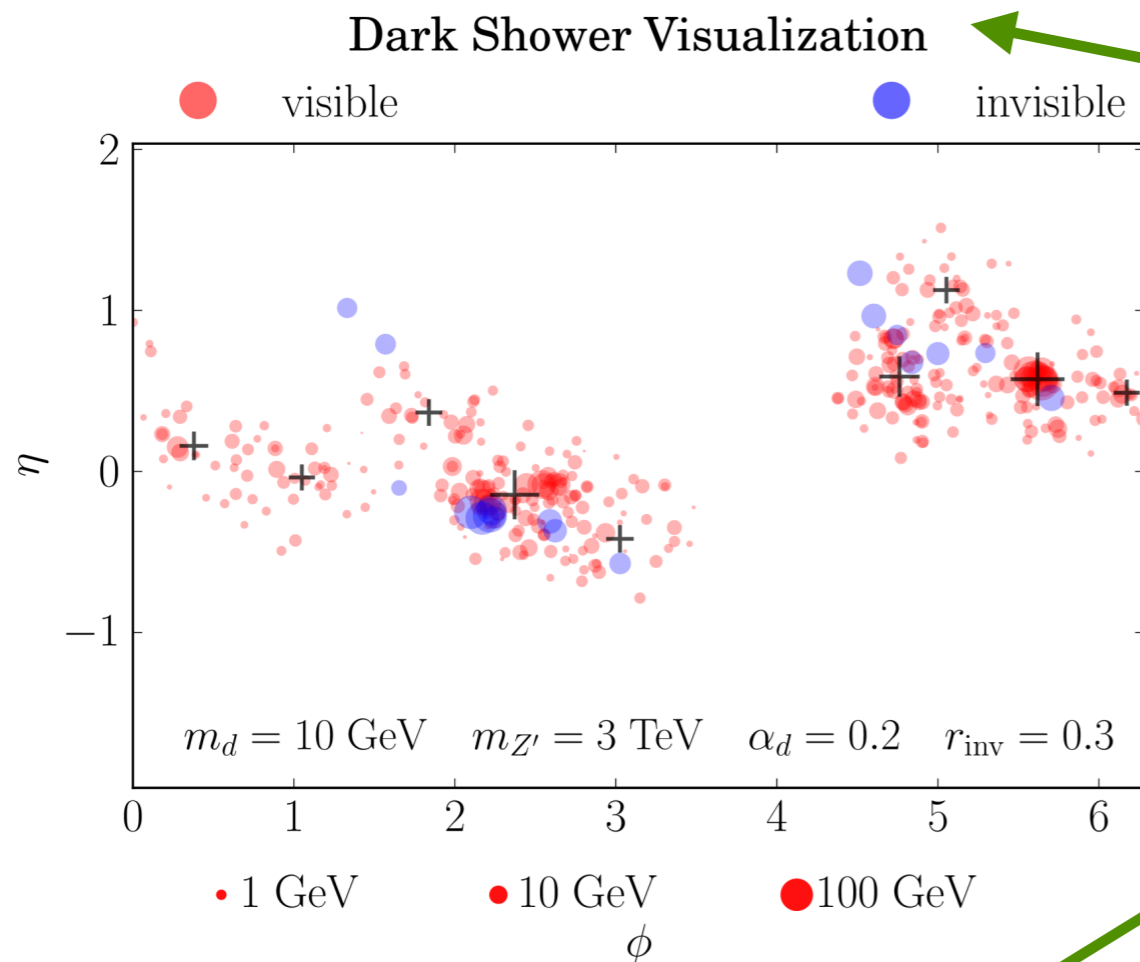 Dark Shower Visualization
visible invisible
2
1
0
−1
η
m_d = 10 GeV m_{Z′} = 3 TeV α_d = 0.2 r_inv = 0.3
0 1 2 3 4 5 6
1 GeV 10 GeV 100 GeV
ϕ